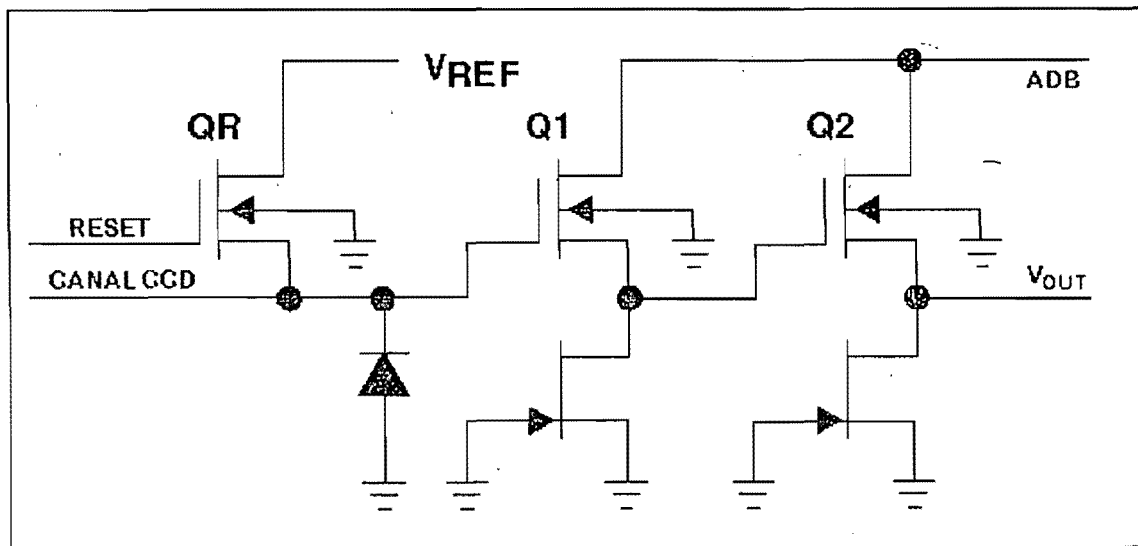 VREF
ADB
QR
Q1
Q2
RESET
CANAL CCD
VOUT